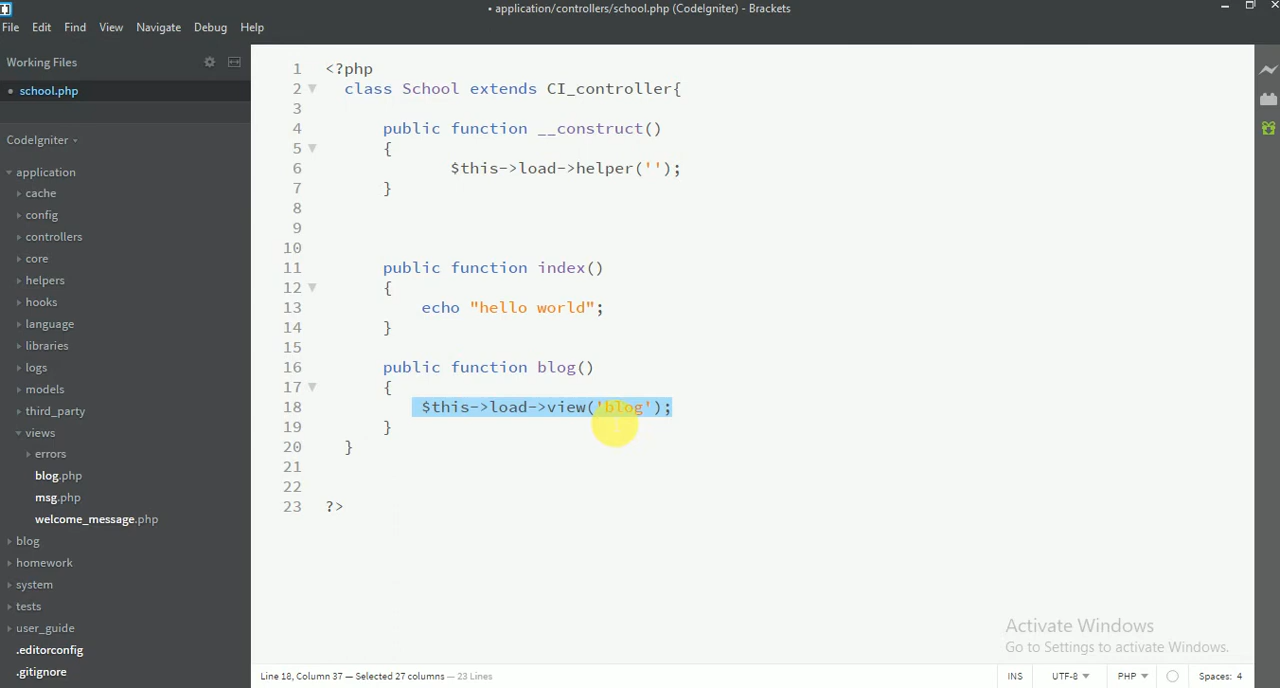 • application/controllers/school.php (CodeIgniter) - Brackets
File Edit Find View Navigate Debug Help
Working Files
• school.php
CodeIgniter
application
cache
config
controllers
core
helpers
hooks
language
libraries
logs
models
third_party
views
errors
blog.php
msg.php
welcome_message.php
blog
homework
system
tests
user_guide
.editorconfig
.gitignore
1 <?php
2 class School extends CI_controller{
3
4 public function __construct()
5 {
6 $this->load->helper('');
7 }
8
9
10
11 public function index()
12 {
13 echo "hello world";
14 }
15
16 public function blog()
17 {
18 $this->load->view('blog');
19 }
20 }
21
22
23 ?>
Activate Windows
Go to Settings to activate Windows.
Line 18, Column 37 — Selected 27 columns — 23 Lines
INS UTF-8 PHP Spaces: 4